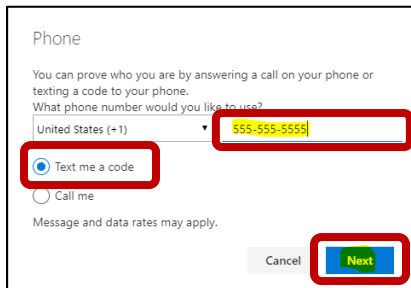 Phone
You can prove who you are by answering a call on your phone or
texting a code to your phone.
What phone number would you like to use?
United States (+1) 555-555-5555
Text me a code
Call me
Message and data rates may apply.
Cancel Next